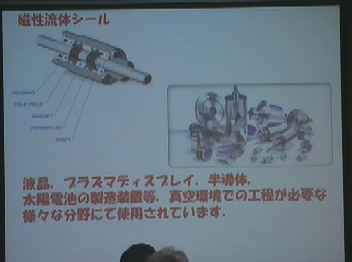 磁性流体シール
HOUSING
POLE PIECE
MAGNET
FERROFLUID
SHAFT
液晶、プラズマディスプレイ、半導体、
太陽電池の製造装置等、真空環境での工程が必要な
様々な分野にて使用されています。